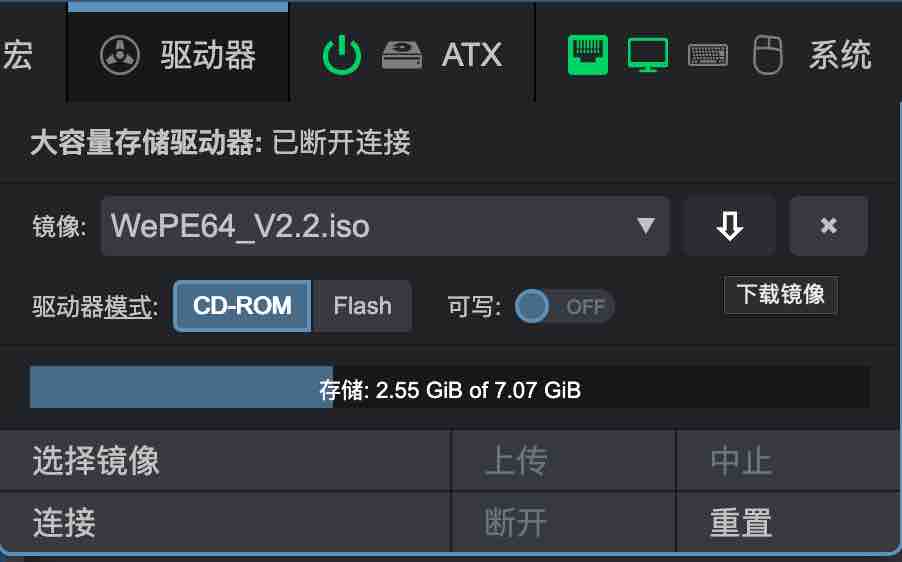 宏 驱动器 ATX 系统
大容量存储驱动器: 已断开连接
镜像: WePE64_V2.2.iso
驱动器模式: CD-ROM Flash 可写: OFF
下载镜像
存储: 2.55 GiB of 7.07 GiB
选择镜像 上传 中止
连接 断开 重置